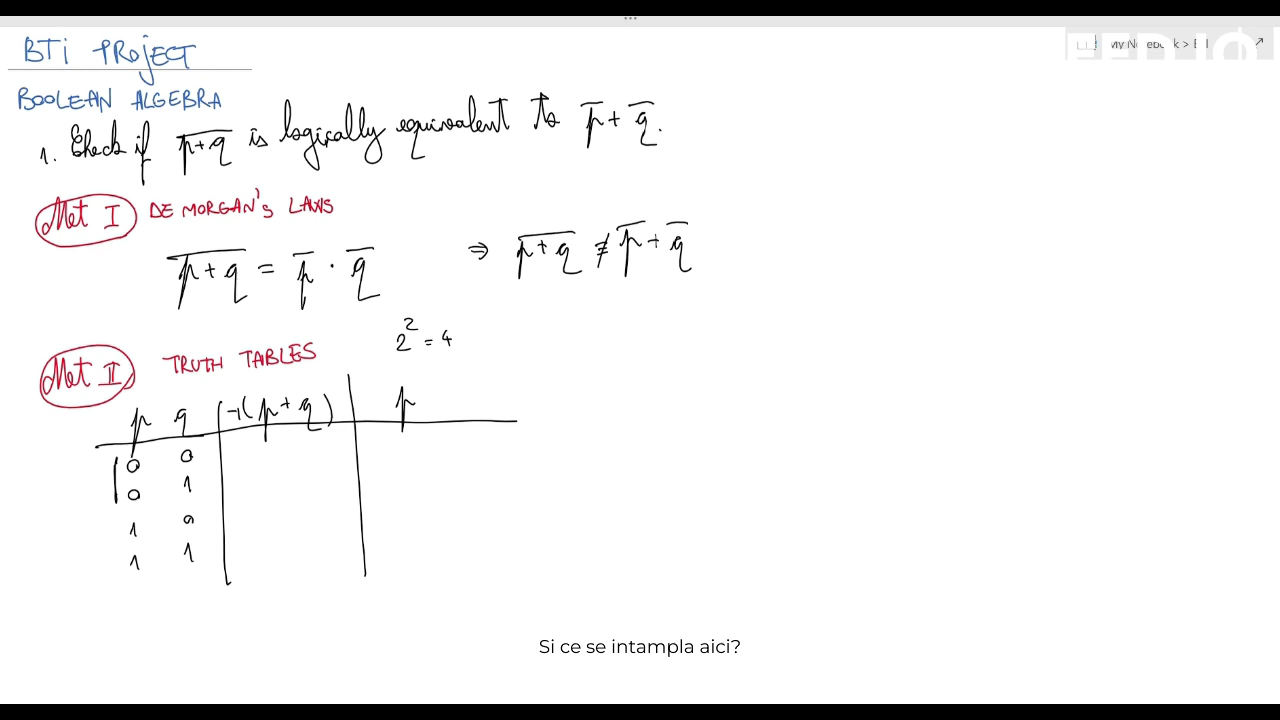 BTi PROJECT
BOOLEAN ALGEBRA
1. Check if p̅+̅q̅ is logically equivalent to p̅ + q̅.
Met I DE MORGAN'S LAWS
p̅+̅q̅ = p̅ · q̅ ⇒ p̅+̅q̅ ≢ p̅ + q̅
Met II TRUTH TABLES 2² = 4
p q ¬(p + q) p
0 0
0 1
1 0
1 1
Si ce se intampla aici?